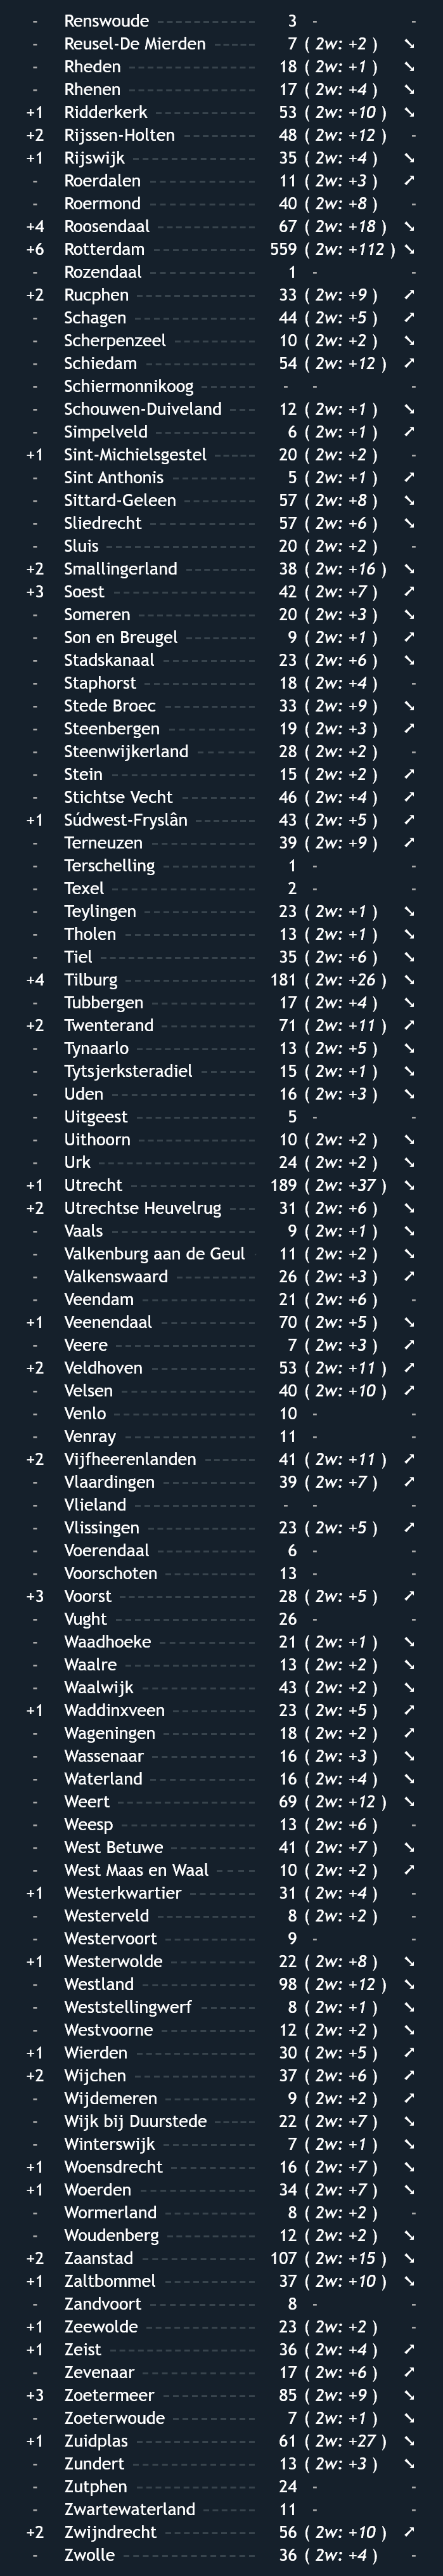 - Renswoude 3 - -
- Reusel-De Mierden 7 ( 2w: +2 ) ➘
- Rheden 18 ( 2w: +1 ) ➘
- Rhenen 17 ( 2w: +4 ) ➘
+1 Ridderkerk 53 ( 2w: +10 ) ➘
+2 Rijssen-Holten 48 ( 2w: +12 ) -
+1 Rijswijk 35 ( 2w: +4 ) ➘
- Roerdalen 11 ( 2w: +3 ) ➚
- Roermond 40 ( 2w: +8 ) -
+4 Roosendaal 67 ( 2w: +18 ) ➘
+6 Rotterdam 559 ( 2w: +112 ) ➘
- Rozendaal 1 - -
+2 Rucphen 33 ( 2w: +9 ) ➚
- Schagen 44 ( 2w: +5 ) ➚
- Scherpenzeel 10 ( 2w: +2 ) ➘
- Schiedam 54 ( 2w: +12 ) ➚
- Schiermonnikoog - - -
- Schouwen-Duiveland 12 ( 2w: +1 ) ➘
- Simpelveld 6 ( 2w: +1 ) ➚
+1 Sint-Michielsgestel 20 ( 2w: +2 ) -
- Sint Anthonis 5 ( 2w: +1 ) ➚
- Sittard-Geleen 57 ( 2w: +8 ) ➘
- Sliedrecht 57 ( 2w: +6 ) ➘
- Sluis 20 ( 2w: +2 ) -
+2 Smallingerland 38 ( 2w: +16 ) ➘
+3 Soest 42 ( 2w: +7 ) ➚
- Someren 20 ( 2w: +3 ) ➘
- Son en Breugel 9 ( 2w: +1 ) ➚
- Stadskanaal 23 ( 2w: +6 ) ➘
- Staphorst 18 ( 2w: +4 ) -
- Stede Broec 33 ( 2w: +9 ) ➘
- Steenbergen 19 ( 2w: +3 ) ➚
- Steenwijkerland 28 ( 2w: +2 ) -
- Stein 15 ( 2w: +2 ) ➚
- Stichtse Vecht 46 ( 2w: +4 ) ➚
+1 Súdwest-Fryslân 43 ( 2w: +5 ) ➚
- Terneuzen 39 ( 2w: +9 ) ➚
- Terschelling 1 - -
- Texel 2 - -
- Teylingen 23 ( 2w: +1 ) ➘
- Tholen 13 ( 2w: +1 ) ➘
- Tiel 35 ( 2w: +6 ) ➘
+4 Tilburg 181 ( 2w: +26 ) ➘
- Tubbergen 17 ( 2w: +4 ) ➘
+2 Twenterand 71 ( 2w: +11 ) ➚
- Tynaarlo 13 ( 2w: +5 ) ➘
- Tytsjerksteradiel 15 ( 2w: +1 ) ➘
- Uden 16 ( 2w: +3 ) ➘
- Uitgeest 5 - -
- Uithoorn 10 ( 2w: +2 ) ➘
- Urk 24 ( 2w: +2 ) ➘
+1 Utrecht 189 ( 2w: +37 ) ➘
+2 Utrechtse Heuvelrug 31 ( 2w: +6 ) ➘
- Vaals 9 ( 2w: +1 ) ➘
- Valkenburg aan de Geul 11 ( 2w: +2 ) ➘
- Valkenswaard 26 ( 2w: +3 ) ➚
- Veendam 21 ( 2w: +6 ) -
+1 Veenendaal 70 ( 2w: +5 ) ➘
- Veere 7 ( 2w: +3 ) ➚
+2 Veldhoven 53 ( 2w: +11 ) ➚
- Velsen 40 ( 2w: +10 ) ➚
- Venlo 10 - -
- Venray 11 - -
+2 Vijfheerenlanden 41 ( 2w: +11 ) ➚
- Vlaardingen 39 ( 2w: +7 ) ➚
- Vlieland - - -
- Vlissingen 23 ( 2w: +5 ) ➚
- Voerendaal 6 - -
- Voorschoten 13 - -
+3 Voorst 28 ( 2w: +5 ) ➚
- Vught 26 - -
- Waadhoeke 21 ( 2w: +1 ) ➘
- Waalre 13 ( 2w: +2 ) ➘
- Waalwijk 43 ( 2w: +2 ) ➘
+1 Waddinxveen 23 ( 2w: +5 ) ➚
- Wageningen 18 ( 2w: +2 ) ➚
- Wassenaar 16 ( 2w: +3 ) ➘
- Waterland 16 ( 2w: +4 ) ➘
- Weert 69 ( 2w: +12 ) ➘
- Weesp 13 ( 2w: +6 ) -
- West Betuwe 41 ( 2w: +7 ) ➘
- West Maas en Waal 10 ( 2w: +2 ) ➚
+1 Westerkwartier 31 ( 2w: +4 ) -
- Westerveld 8 ( 2w: +2 ) -
- Westervoort 9 - -
+1 Westerwolde 22 ( 2w: +8 ) ➘
- Westland 98 ( 2w: +12 ) ➘
- Weststellingwerf 8 ( 2w: +1 ) ➘
- Westvoorne 12 ( 2w: +2 ) ➘
+1 Wierden 30 ( 2w: +5 ) ➚
+2 Wijchen 37 ( 2w: +6 ) ➚
- Wijdemeren 9 ( 2w: +2 ) ➚
- Wijk bij Duurstede 22 ( 2w: +7 ) ➘
- Winterswijk 7 ( 2w: +1 ) ➘
+1 Woensdrecht 16 ( 2w: +7 ) ➘
+1 Woerden 34 ( 2w: +7 ) ➘
- Wormerland 8 ( 2w: +2 ) -
- Woudenberg 12 ( 2w: +2 ) ➘
+2 Zaanstad 107 ( 2w: +15 ) ➘
+1 Zaltbommel 37 ( 2w: +10 ) ➘
- Zandvoort 8 - -
+1 Zeewolde 23 ( 2w: +2 ) -
+1 Zeist 36 ( 2w: +4 ) ➚
- Zevenaar 17 ( 2w: +6 ) ➚
+3 Zoetermeer 85 ( 2w: +9 ) ➘
- Zoeterwoude 7 ( 2w: +1 ) ➘
+1 Zuidplas 61 ( 2w: +27 ) ➘
- Zundert 13 ( 2w: +3 ) ➘
- Zutphen 24 - -
- Zwartewaterland 11 - -
+2 Zwijndrecht 56 ( 2w: +10 ) ➚
- Zwolle 36 ( 2w: +4 ) -